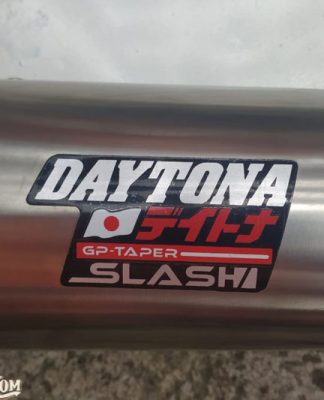 DAYTONA
デイトナ
GP-TAPER
SLASH